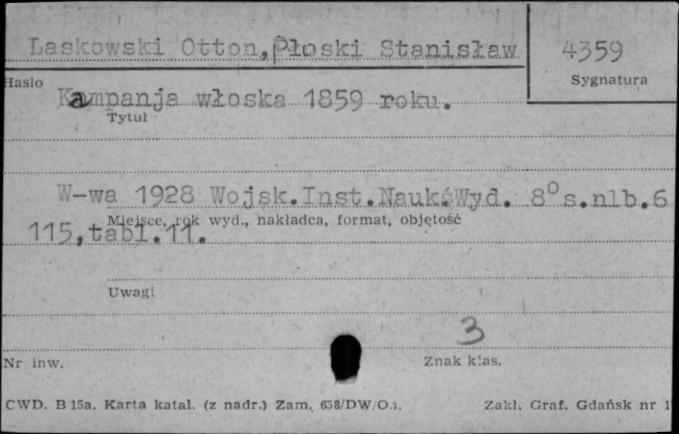 Laskowski Otton,Płoski Stanisław
4359
Hasło
Sygnatura
Kampanja włoska 1859 roku.
Tytuł
W-wa 1928 Wojsk.Inst.Nauk.Wyd. 8° s.nlb.6
Miejsce, rok wyd., nakładca, format, objętość
115,tabl.11.
Uwagi
3
Nr inw.
Znak klas.
CWD. B 15a. Karta katal. (z nadr.) Zam. 658/DW/O
Zakł. Graf. Gdańsk nr 1